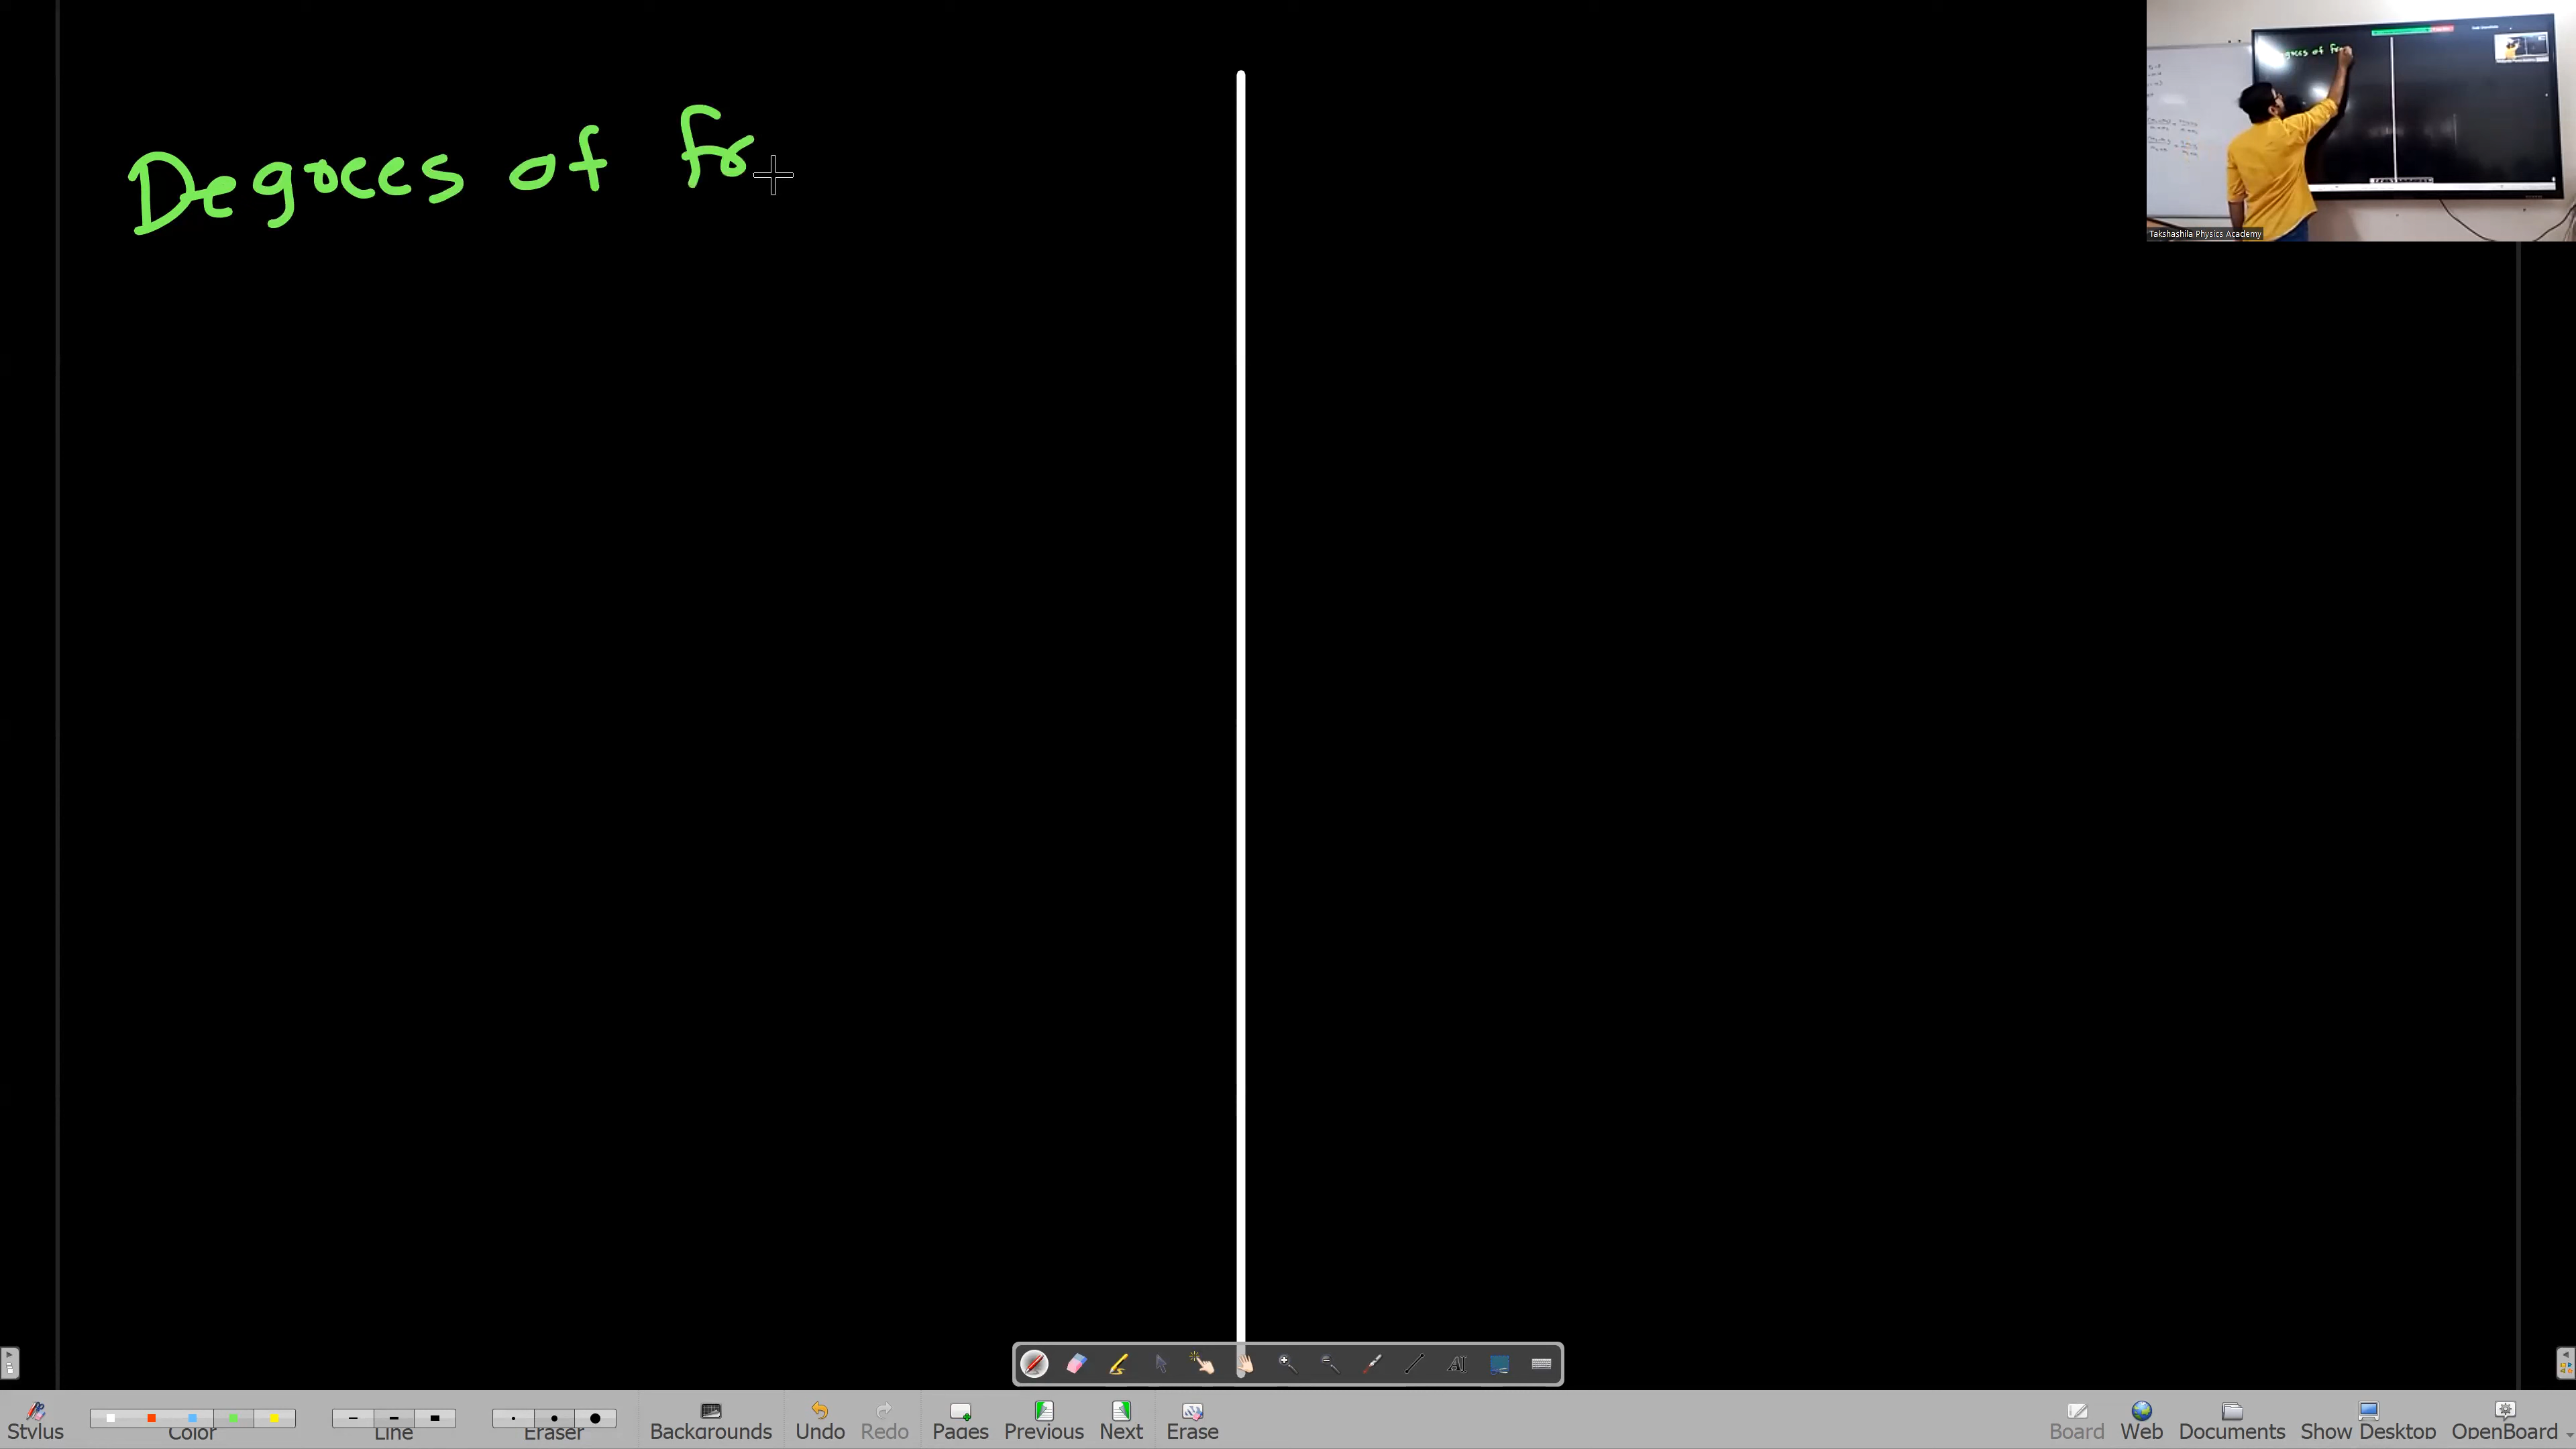 Degrees of Fr
Takshashila Physics Academy
Stylus Color Line Eraser Backgrounds Undo Redo Pages Previous Next Erase Board Web Documents Show Desktop OpenBoard